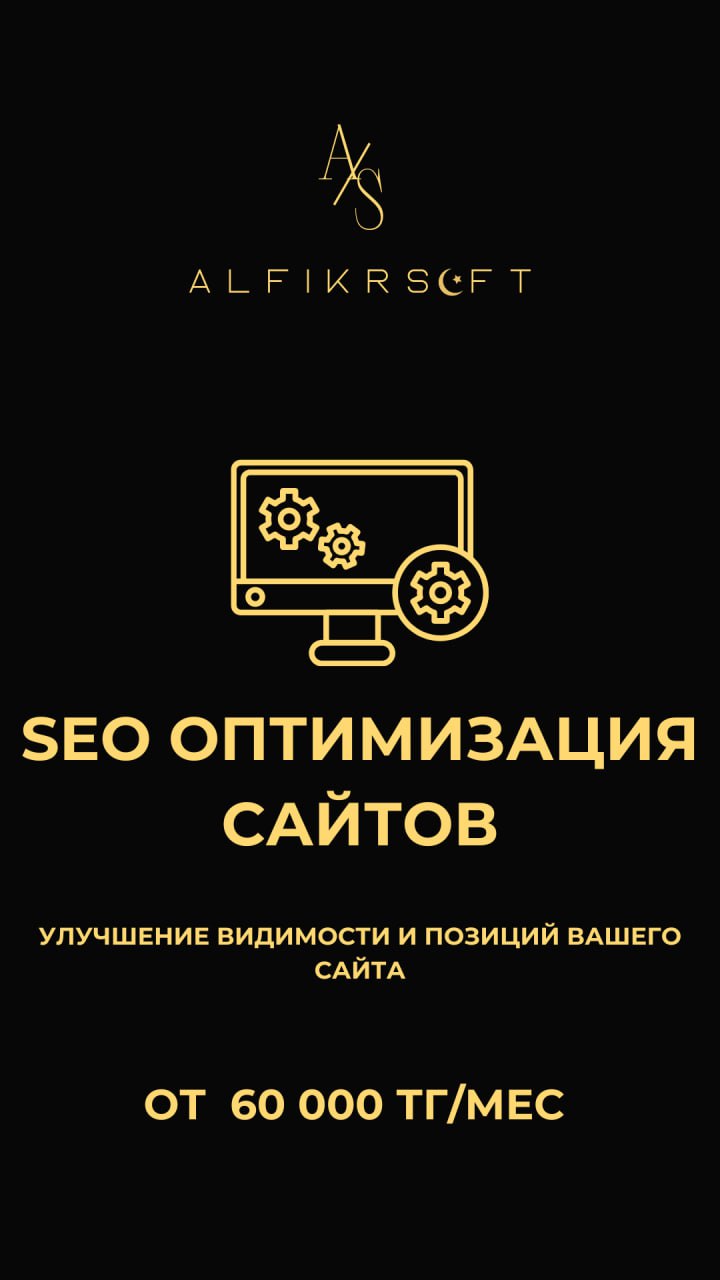 A/S
ALFIKRSOFT
SEO ОПТИМИЗАЦИЯ
САЙТОВ
УЛУЧШЕНИЕ ВИДИМОСТИ И ПОЗИЦИЙ ВАШЕГО
САЙТА
ОТ 60 000 ТГ/МЕС